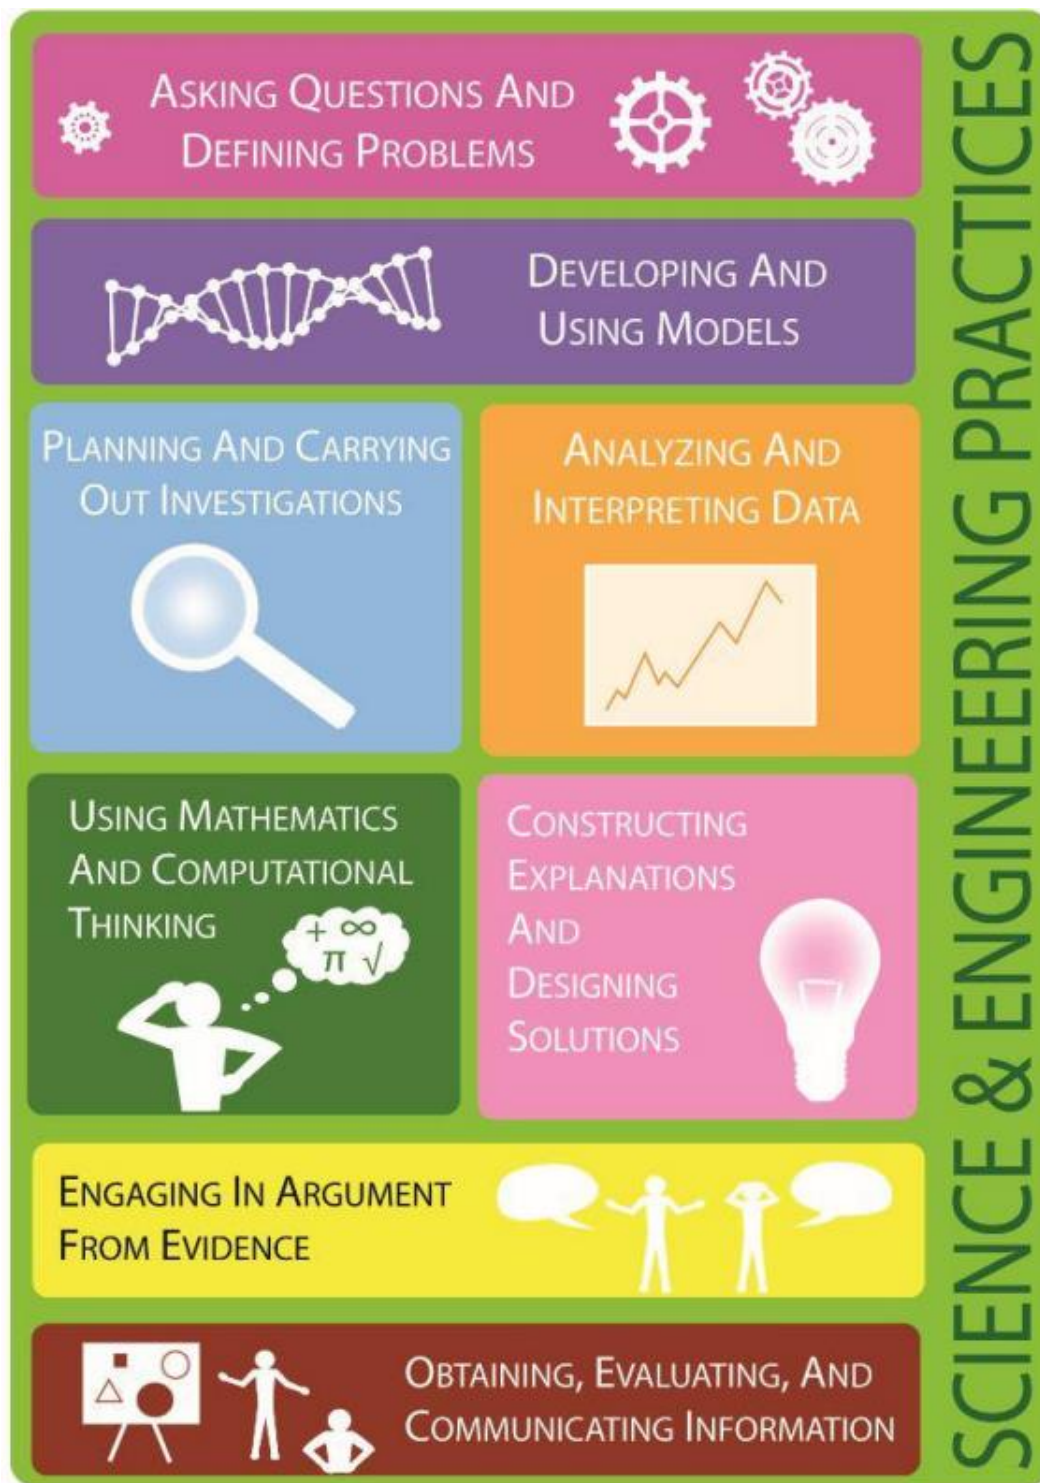 ASKING QUESTIONS AND
DEFINING PROBLEMS
DEVELOPING AND
USING MODELS
PLANNING AND CARRYING
OUT INVESTIGATIONS
ANALYZING AND
INTERPRETING DATA
USING MATHEMATICS
AND COMPUTATIONAL
THINKING
+ ∞
π √
CONSTRUCTING
EXPLANATIONS
AND
DESIGNING
SOLUTIONS
ENGAGING IN ARGUMENT
FROM EVIDENCE
OBTAINING, EVALUATING, AND
COMMUNICATING INFORMATION
SCIENCE & ENGINEERING PRACTICES